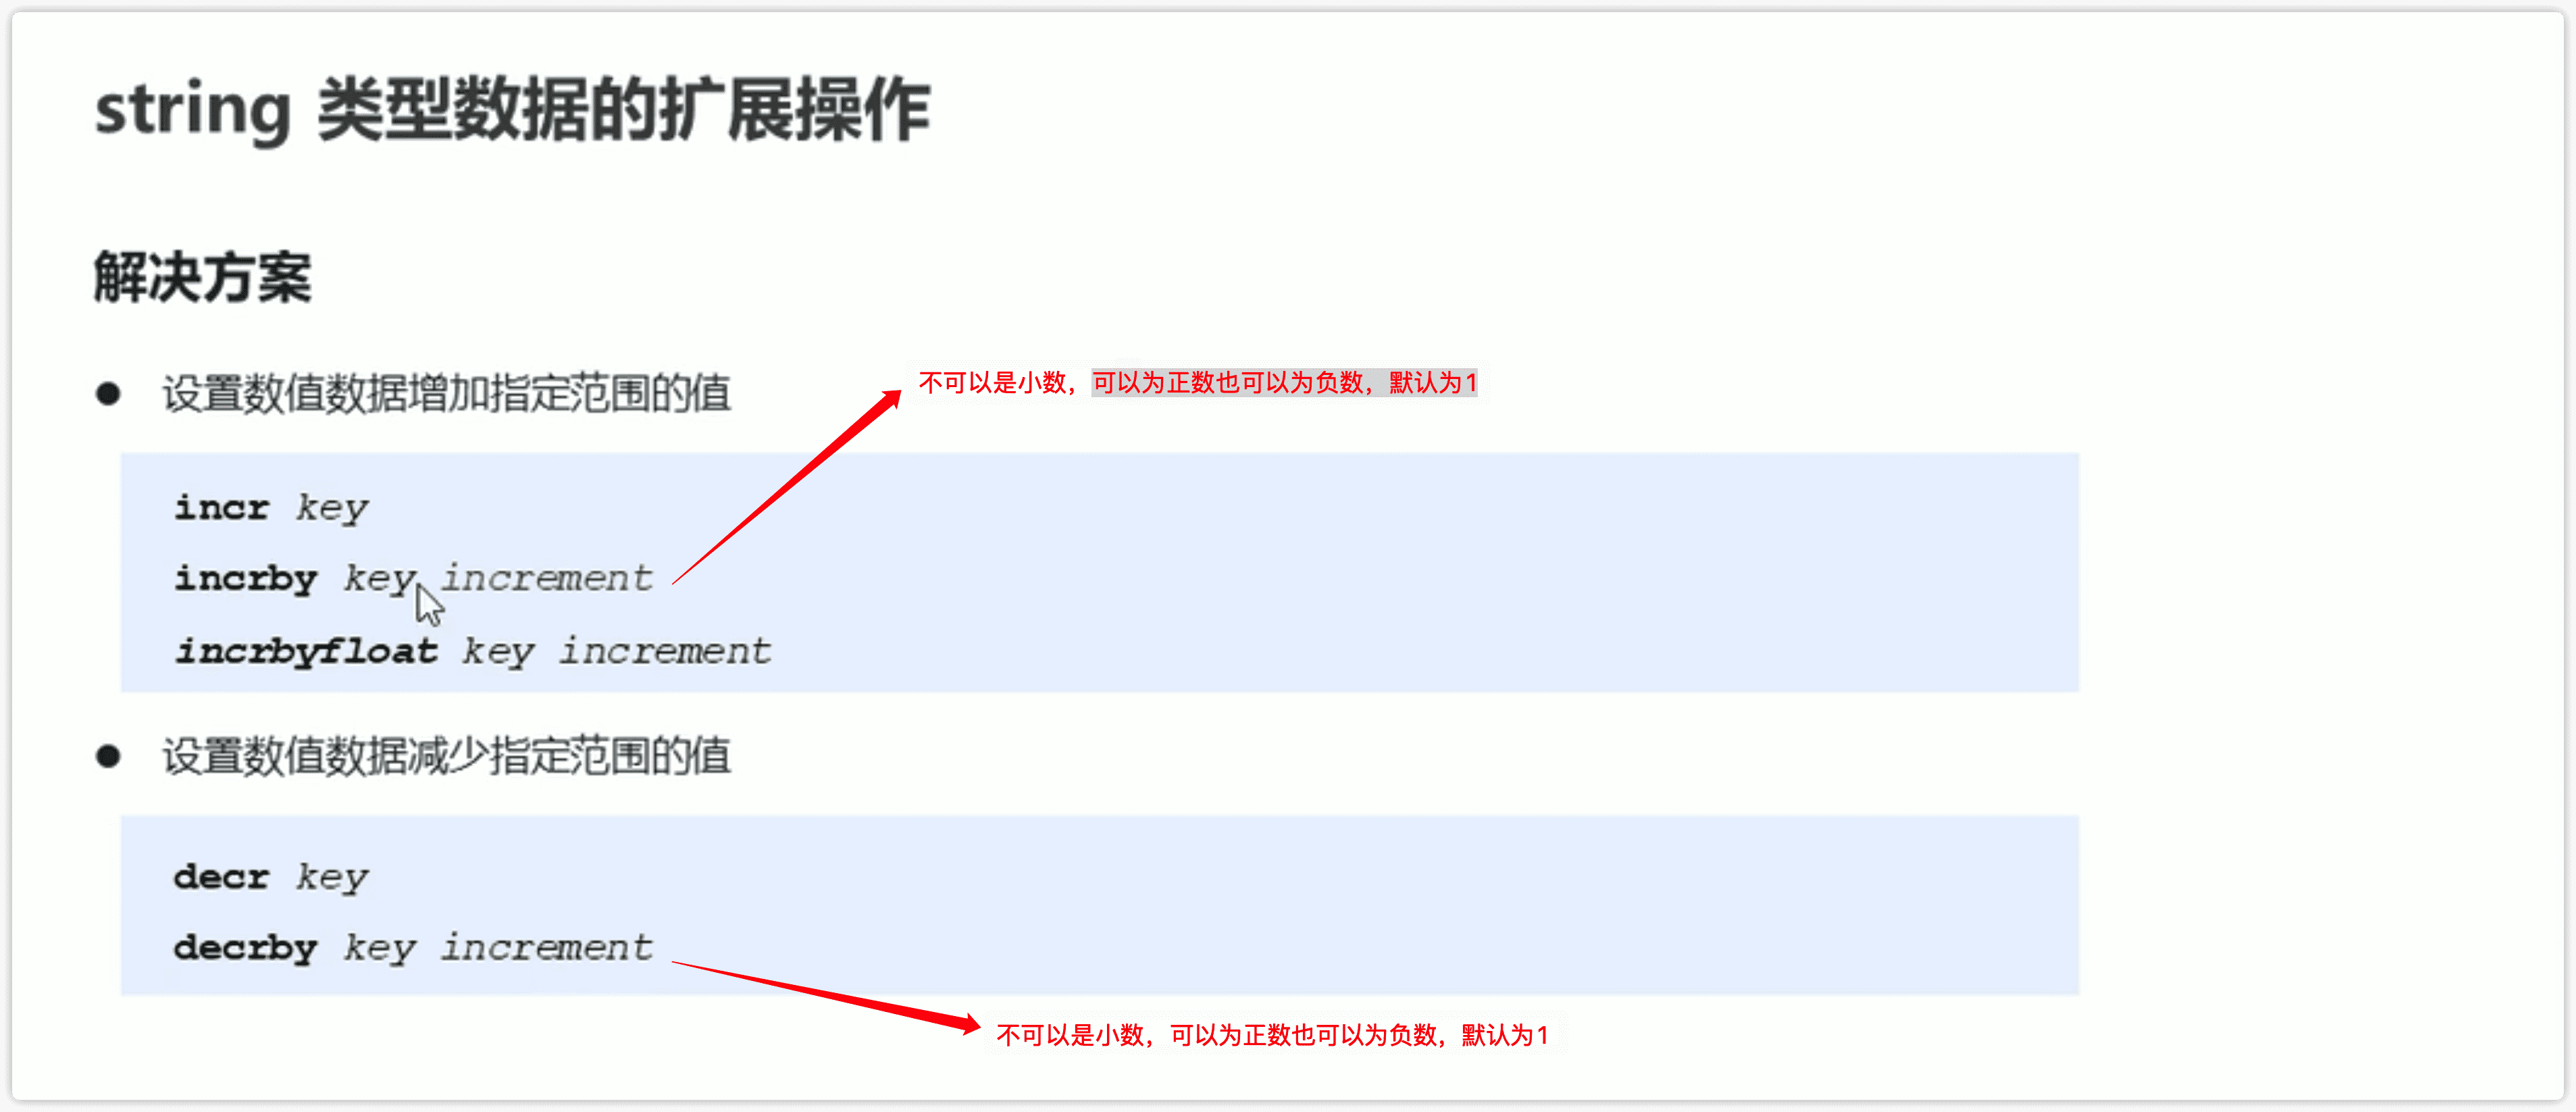 string 类型数据的扩展操作
解决方案
● 设置数值数据增加指定范围的值
不可以是小数，可以为正数也可以为负数，默认为1
incr key
incrby key increment
incrbyfloat key increment
● 设置数值数据减少指定范围的值
decr key
decrby key increment
不可以是小数，可以为正数也可以为负数，默认为1